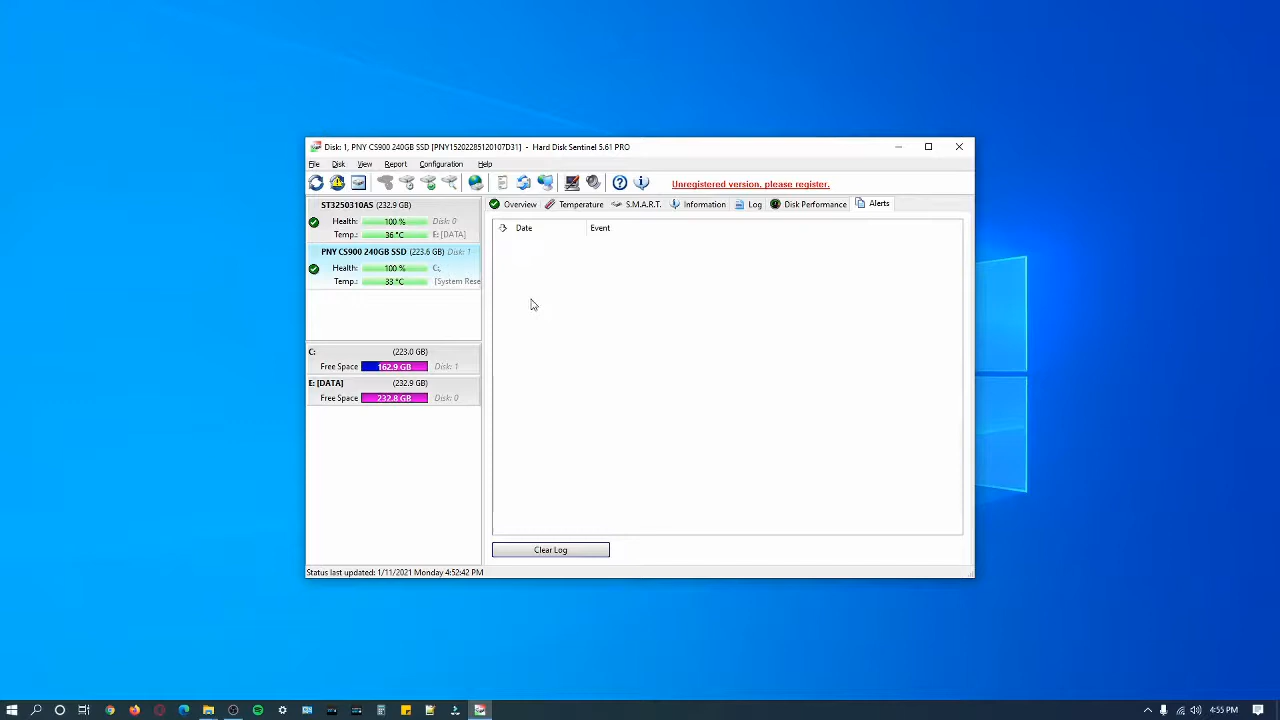 Disk: 1, PNY CS900 240GB SSD [PNY15202285120107D31] - Hard Disk Sentinel 5.61 PRO
File Disk View Report Configuration Help
Unregistered version, please register.
ST3250310AS (232.9 GB)
Health: 100 % Disk: 0
Temp.: 36 °C E: [DATA]
PNY CS900 240GB SSD (223.6 GB) Disk: 1
Health: 100 % C:,
Temp.: 33 °C [System Rese
C: (223.0 GB)
Free Space 162.9 GB Disk: 1
E: [DATA] (232.9 GB)
Free Space 232.8 GB Disk: 0
Overview Temperature S.M.A.R.T. Information Log Disk Performance Alerts
Date Event
Clear Log
Status last updated: 1/11/2021 Monday 4:52:42 PM
4:55 PM